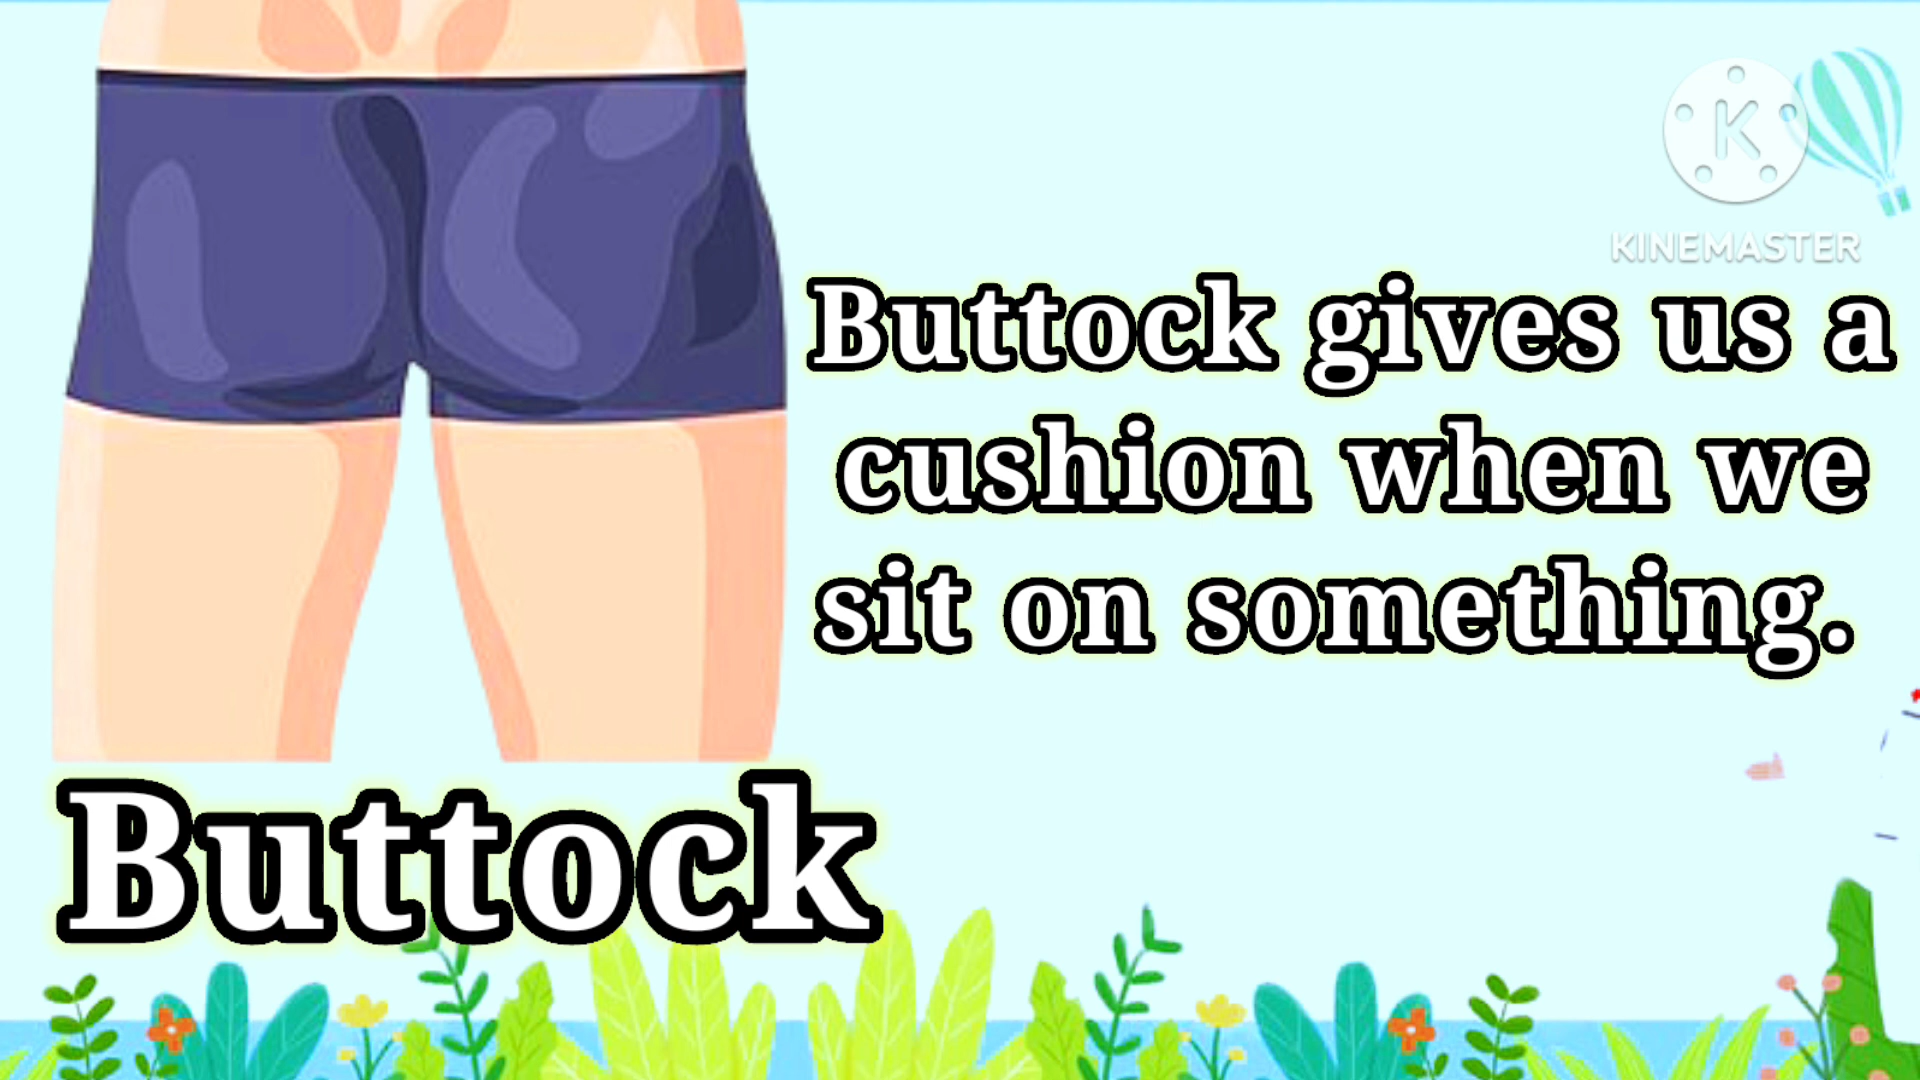 K
KINEMASTER
Buttock gives us a
cushion when we
sit on something.
Buttock